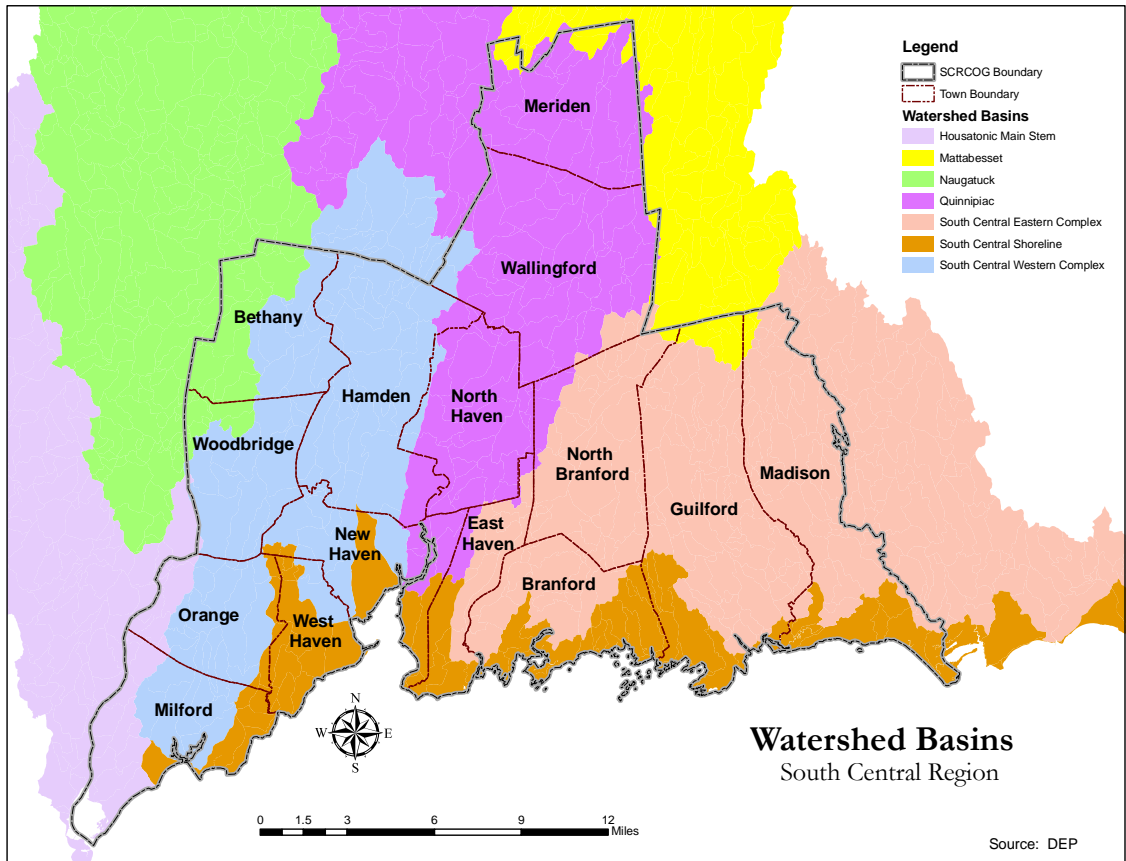 Legend
SCRCOG Boundary
Town Boundary
Watershed Basins
Housatonic Main Stem
Mattabesset
Naugatuck
Quinnipiac
South Central Eastern Complex
South Central Shoreline
South Central Western Complex
Meriden
Wallingford
Bethany
Hamden
North
Haven
Woodbridge
North
Branford
Madison
Guilford
New
Haven
East
Haven
Branford
Orange
West
Haven
Milford
N
W
E
S
Watershed Basins
South Central Region
0 1.5 3 6 9 12
Miles
Source: DEP